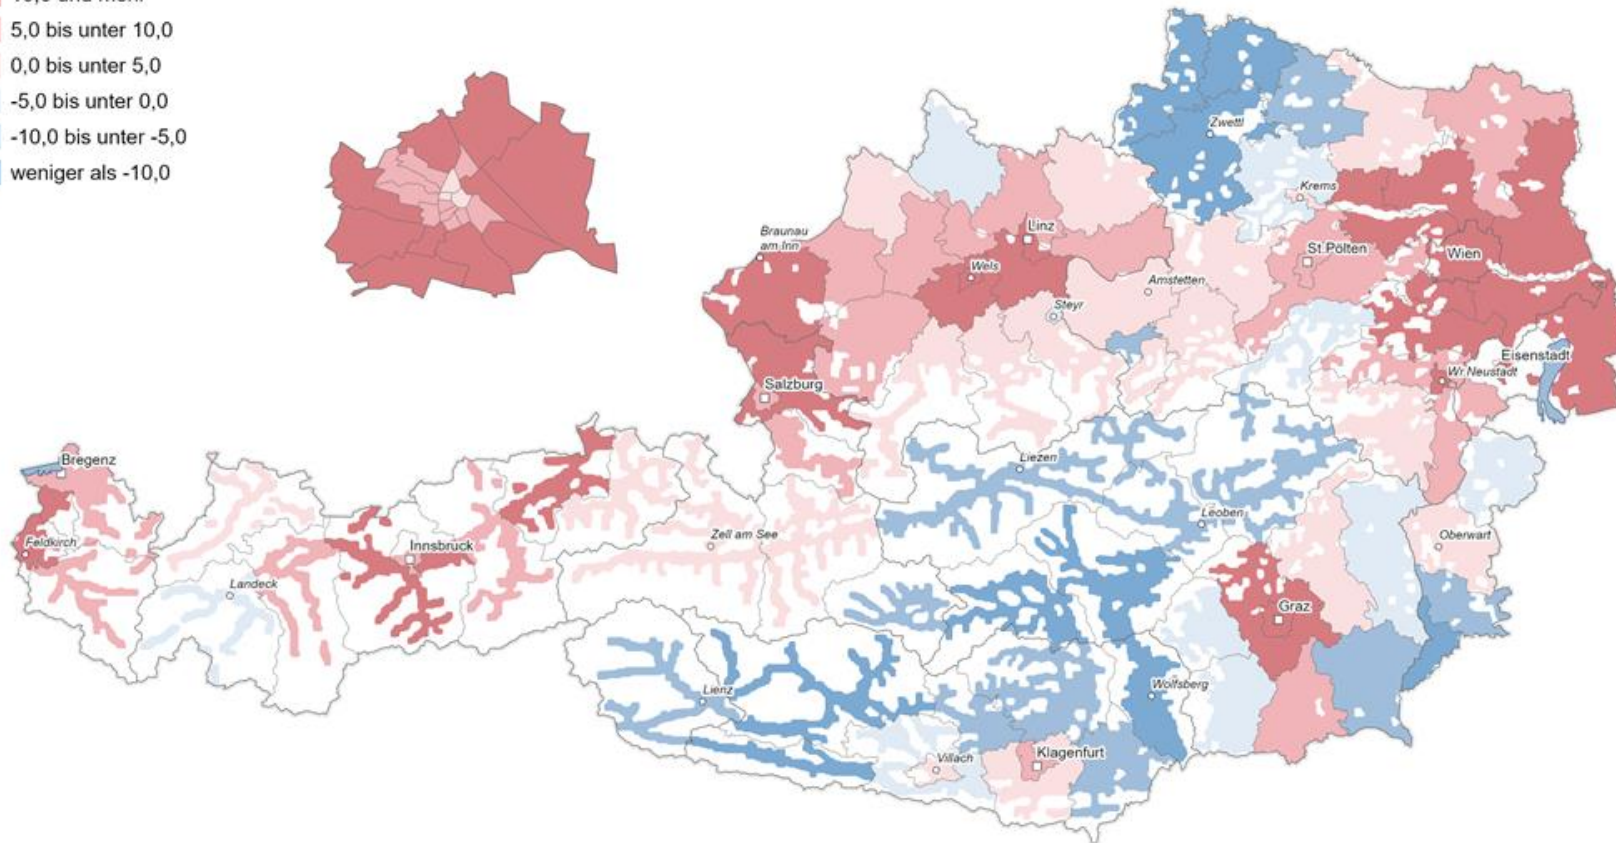 5,0 bis unter 10,0
0,0 bis unter 5,0
-5,0 bis unter 0,0
-10,0 bis unter -5,0
weniger als -10,0
Zwettl
Krems
Braunau
am Inn
Linz
St.Pölten
Wien
Wels
Amstetten
Steyr
Eisenstadt
Wr.Neustadt
Salzburg
Bregenz
Liezen
Leoben
Oberwart
Feldkirch
Innsbruck
Zell am See
Landeck
Graz
Lienz
Wolfsberg
Villach
Klagenfurt